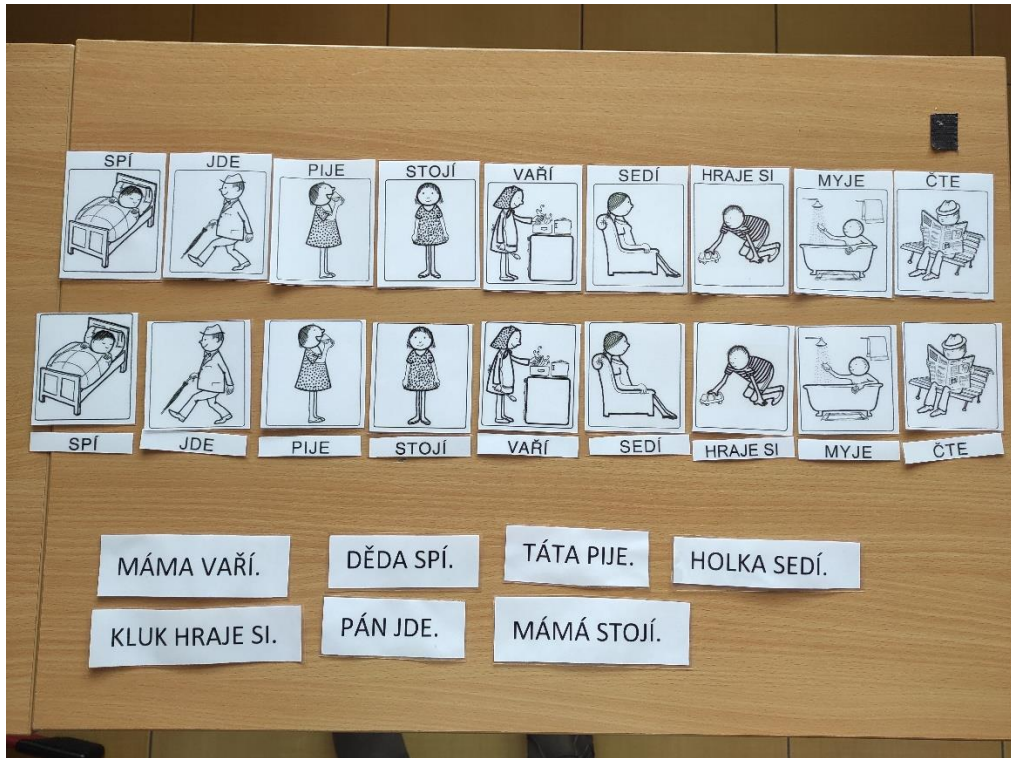 SPÍ JDE PIJE STOJÍ VAŘÍ SEDÍ HRAJE SI MYJE ČTE
SPÍ JDE PIJE STOJÍ VAŘÍ SEDÍ HRAJE SI MYJE ČTE
MÁMA VAŘÍ. DĚDA SPÍ. TÁTA PIJE. HOLKA SEDÍ.
KLUK HRAJE SI. PÁN JDE. MÁMÁ STOJÍ.